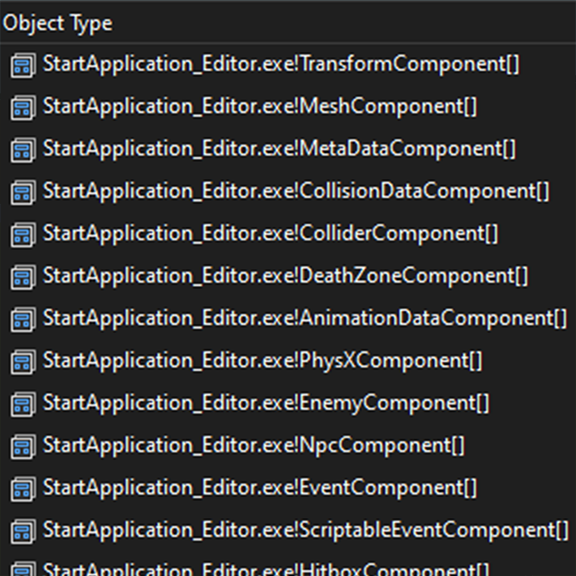 Object Type
StartApplication_Editor.exe!TransformComponent[]
StartApplication_Editor.exe!MeshComponent[]
StartApplication_Editor.exe!MetaDataComponent[]
StartApplication_Editor.exe!CollisionDataComponent[]
StartApplication_Editor.exe!ColliderComponent[]
StartApplication_Editor.exe!DeathZoneComponent[]
StartApplication_Editor.exe!AnimationDataComponent[]
StartApplication_Editor.exe!PhysXComponent[]
StartApplication_Editor.exe!EnemyComponent[]
StartApplication_Editor.exe!NpcComponent[]
StartApplication_Editor.exe!EventComponent[]
StartApplication_Editor.exe!ScriptableEventComponent[]
StartApplication_Editor.exe!HitboxComponent[]